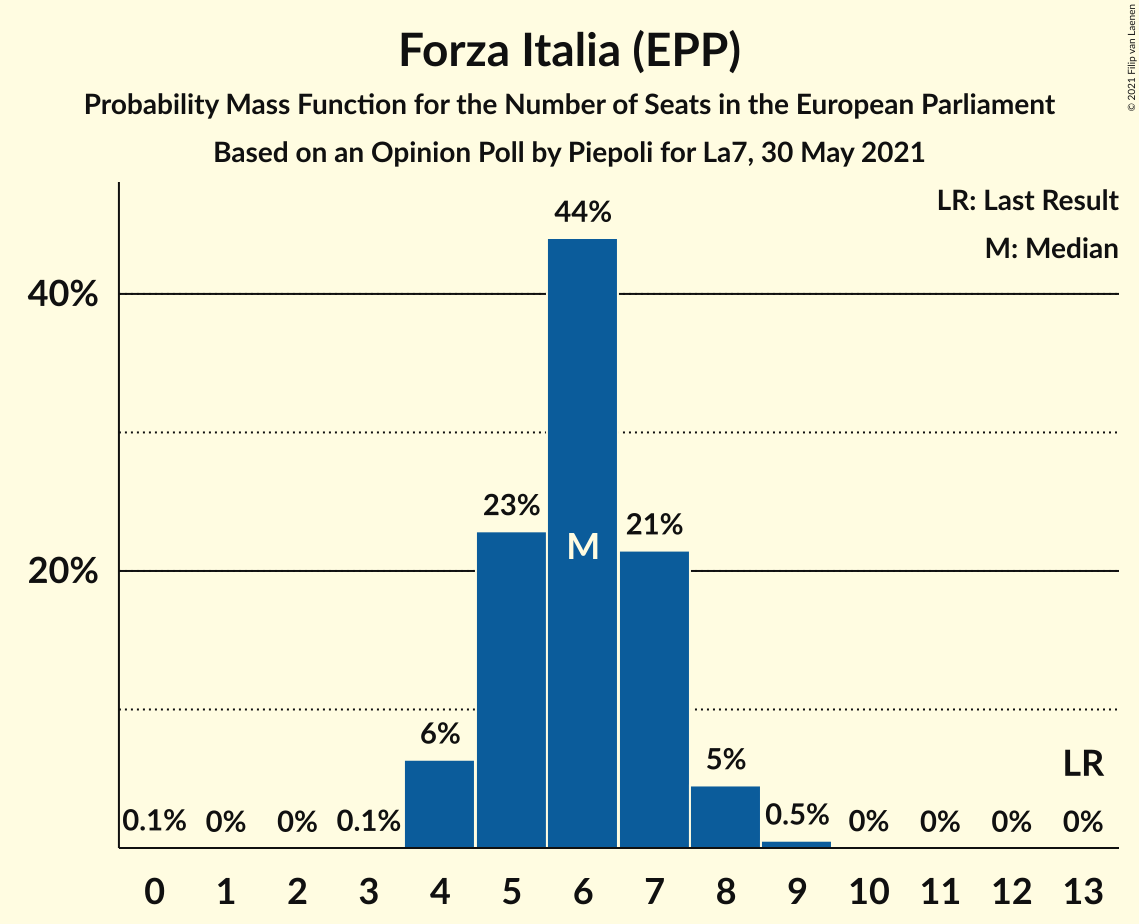 Forza Italia (EPP)
Probability Mass Function for the Number of Seats in the European Parliament
Based on an Opinion Poll by Piepoli for La7, 30 May 2021
© 2021 Filip van Laenen
LR: Last Result
M: Median
44%
40%
23%
21%
M
20%
6%
5%
LR
0.1% 0% 0% 0.1% 0.5% 0% 0% 0% 0%
0 1 2 3 4 5 6 7 8 9 10 11 12 13